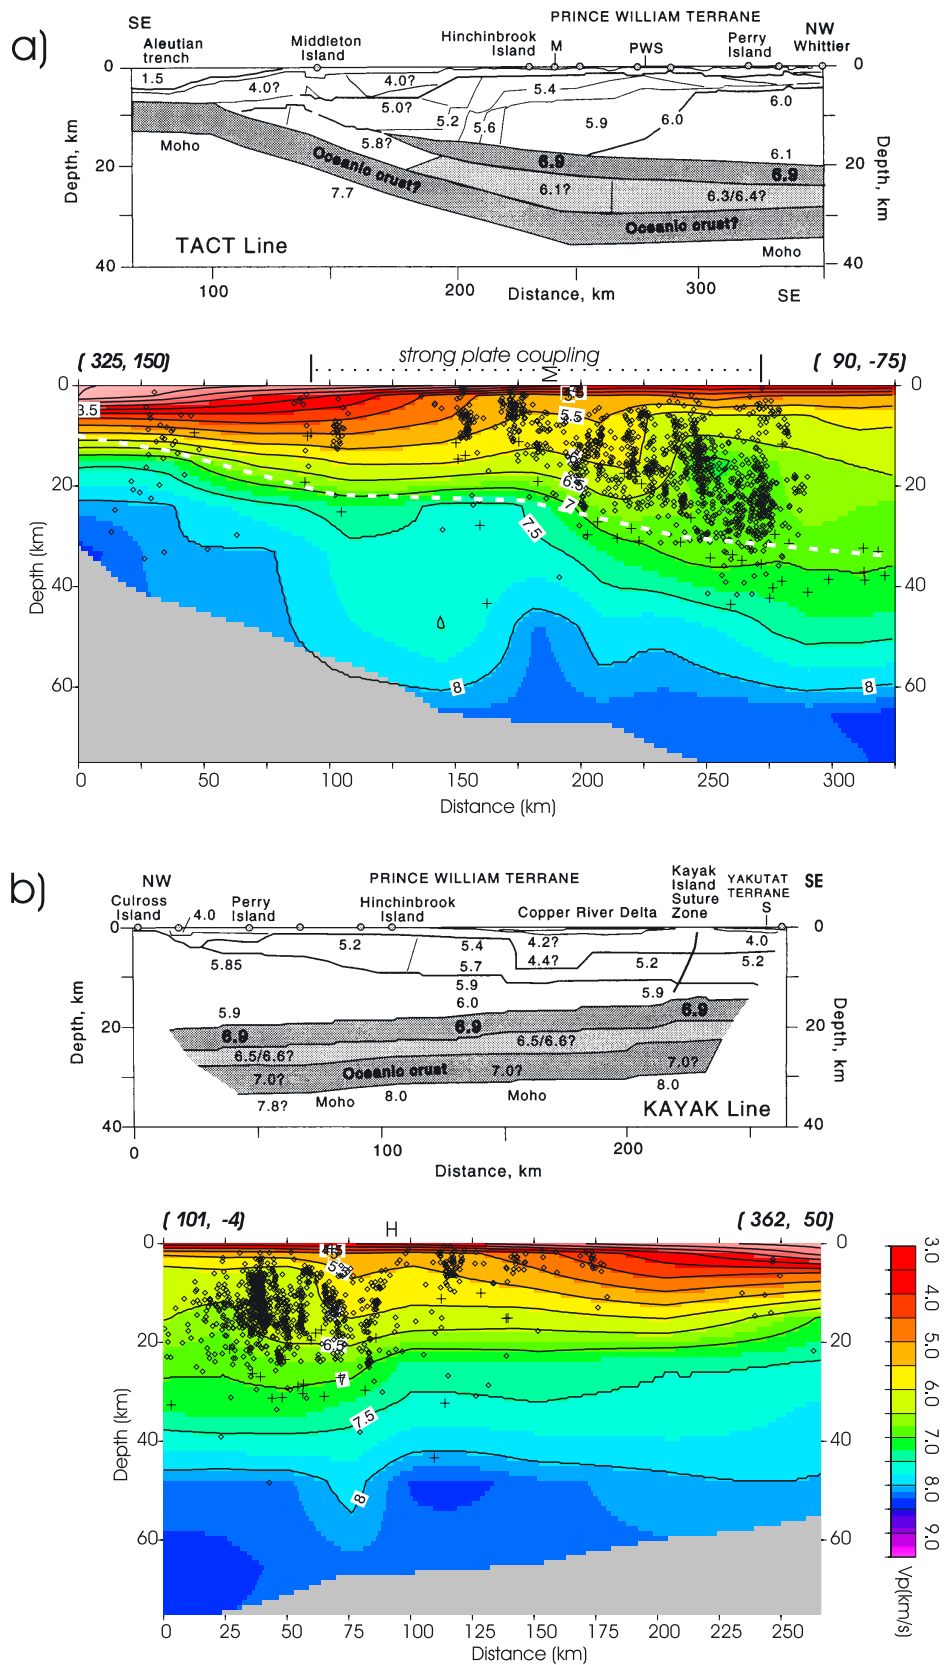 a)
SE
PRINCE WILLIAM TERRANE
NW
Aleutian trench
Middleton Island
Hinchinbrook Island
M
PWS
Perry Island
Whittier
0
0
1.5
4.0?
4.0?
5.4
6.0
5.0?
5.2
5.6
5.9
6.0
5.8?
Moho
6.9
6.1
20
20
6.9
Oceanic crust?
7.7
6.1?
6.3/6.4?
Oceanic crust?
TACT Line
Moho
40
40
Depth, km
Depth, km
100
200
Distance, km
300
SE
( 325, 150)
strong plate coupling
( 90, -75)
M
0
0
3.5
5.5
6
6.5
7
7.5
20
20
40
40
8
8
60
60
Depth (km)
0
50
100
150
200
250
300
Distance (km)
b)
NW
PRINCE WILLIAM TERRANE
Kayak Island Suture Zone
YAKUTAT TERRANE
SE
Culross Island
4.0
Perry Island
Hinchinbrook Island
Copper River Delta
S
0
0
5.2
5.4
4.2?
4.0
5.85
5.7
4.4?
5.2
5.2
5.9
5.9
6.0
5.9
6.9
20
6.9
6.9
20
6.5/6.6?
6.5/6.6?
7.0?
Oceanic crust
7.0?
7.0?
7.8?
Moho
8.0
Moho
8.0
KAYAK Line
40
40
Depth, km
Depth, km
0
100
200
Distance, km
( 101, -4)
H
( 362, 50)
0
0
6.5
7
7.5
20
20
40
40
8
60
60
Depth (km)
0
25
50
75
100
125
150
175
200
225
250
Distance (km)
3.0
4.0
5.0
6.0
7.0
8.0
9.0
Vp(km/s)